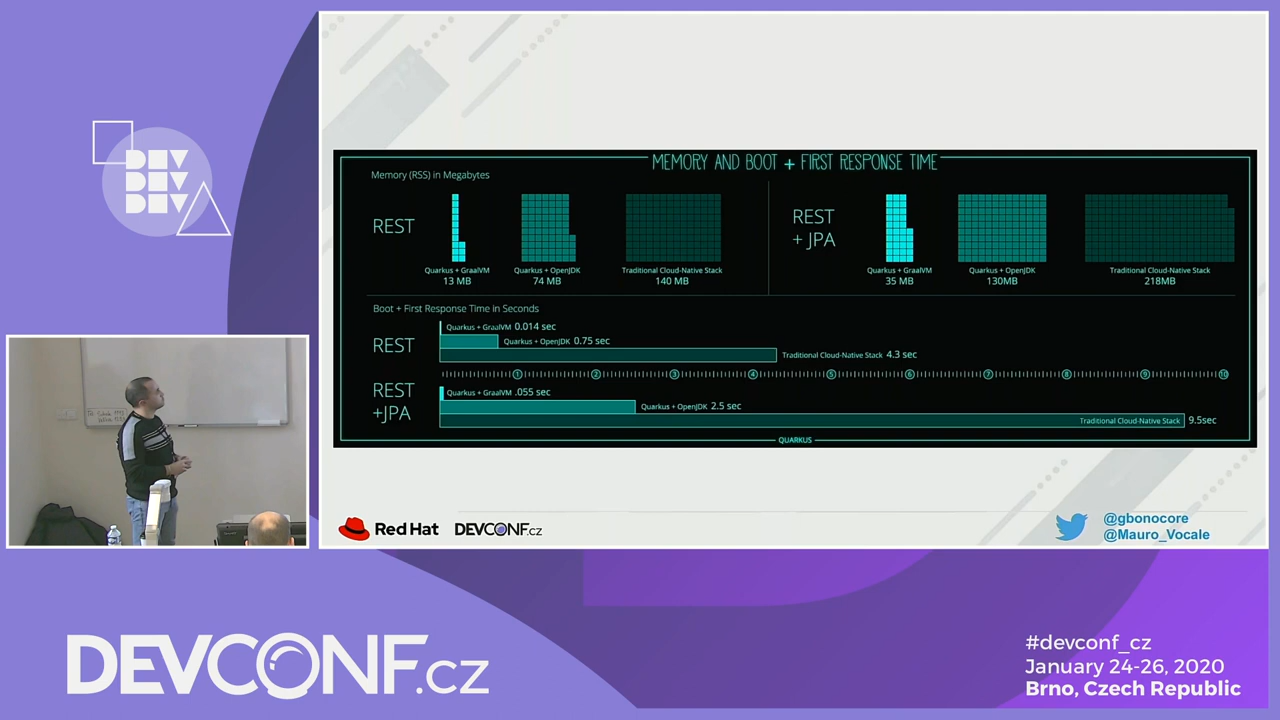 DEV
DEV
DEV
MEMORY AND BOOT + FIRST RESPONSE TIME
Memory (RSS) in Megabytes
REST
Quarkus + GraalVM
13 MB
Quarkus + OpenJDK
74 MB
Traditional Cloud-Native Stack
140 MB
REST
+ JPA
Quarkus + GraalVM
35 MB
Quarkus + OpenJDK
130MB
Traditional Cloud-Native Stack
218MB
Boot + First Response Time in Seconds
REST
Quarkus + GraalVM 0.014 sec
Quarkus + OpenJDK 0.75 sec
Traditional Cloud-Native Stack 4.3 sec
1 2 3 4 5 6 7 8 9 10
REST
+JPA
Quarkus + GraalVM .055 sec
Quarkus + OpenJDK 2.5 sec
Traditional Cloud-Native Stack 9.5sec
QUARKUS
Red Hat
DEVCONF.cz
@gbonocore
@Mauro_Vocale
DEVCONF.cz
#devconf_cz
January 24-26, 2020
Brno, Czech Republic